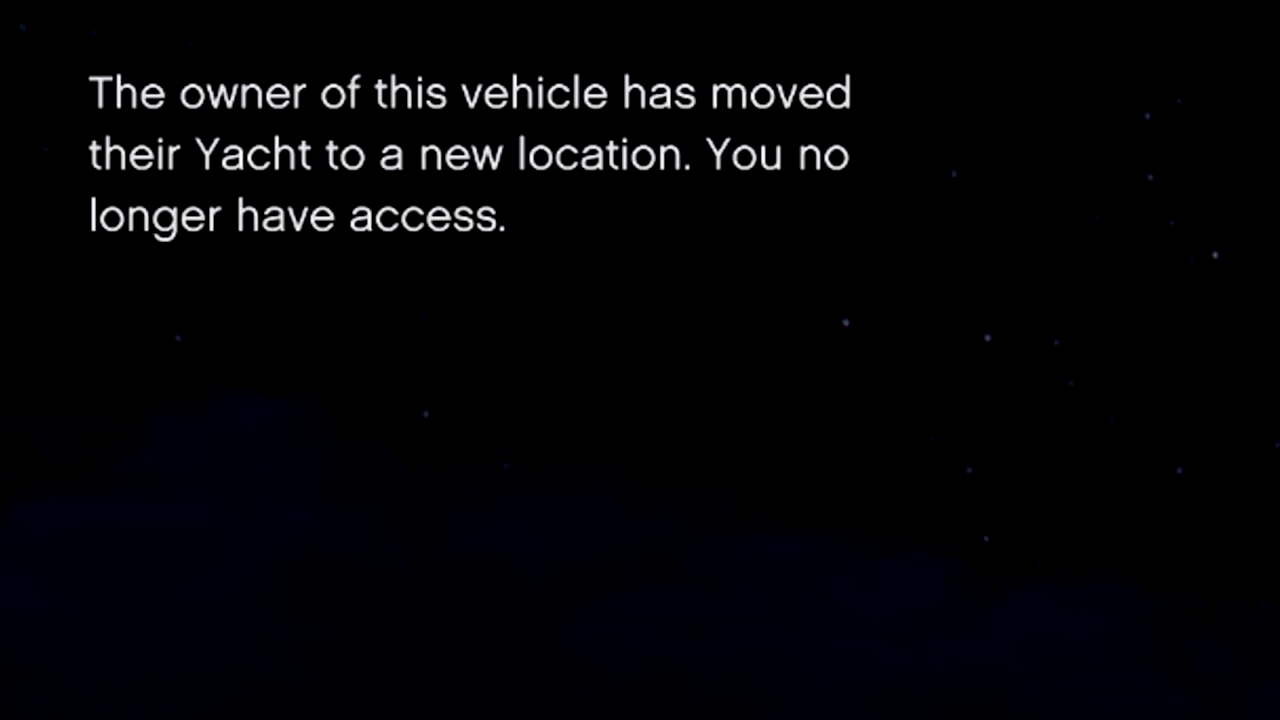 The owner of this vehicle has moved
their Yacht to a new location. You no
longer have access.